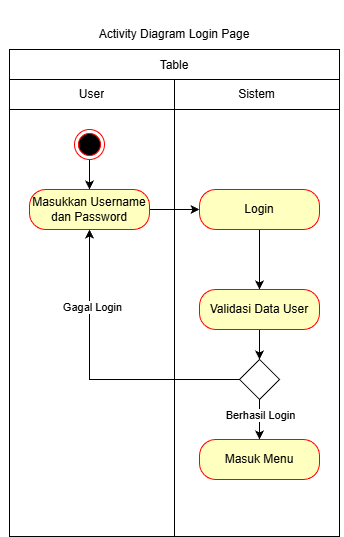 Activity Diagram Login Page
Table
User
Sistem
Masukkan Username
dan Password
Login
Gagal Login
Validasi Data User
Berhasil Login
Masuk Menu